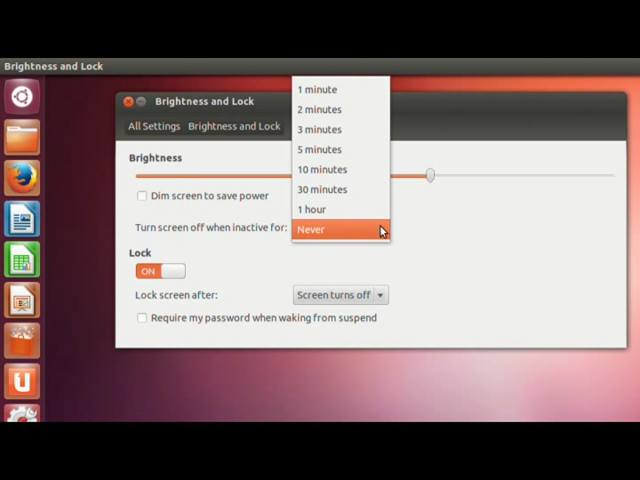 Brightness and Lock
Brightness and Lock
All Settings Brightness and Lock
Brightness
Dim screen to save power
Turn screen off when inactive for:
1 minute
2 minutes
3 minutes
5 minutes
10 minutes
30 minutes
1 hour
Never
Lock
ON
Lock screen after: Screen turns off
Require my password when waking from suspend